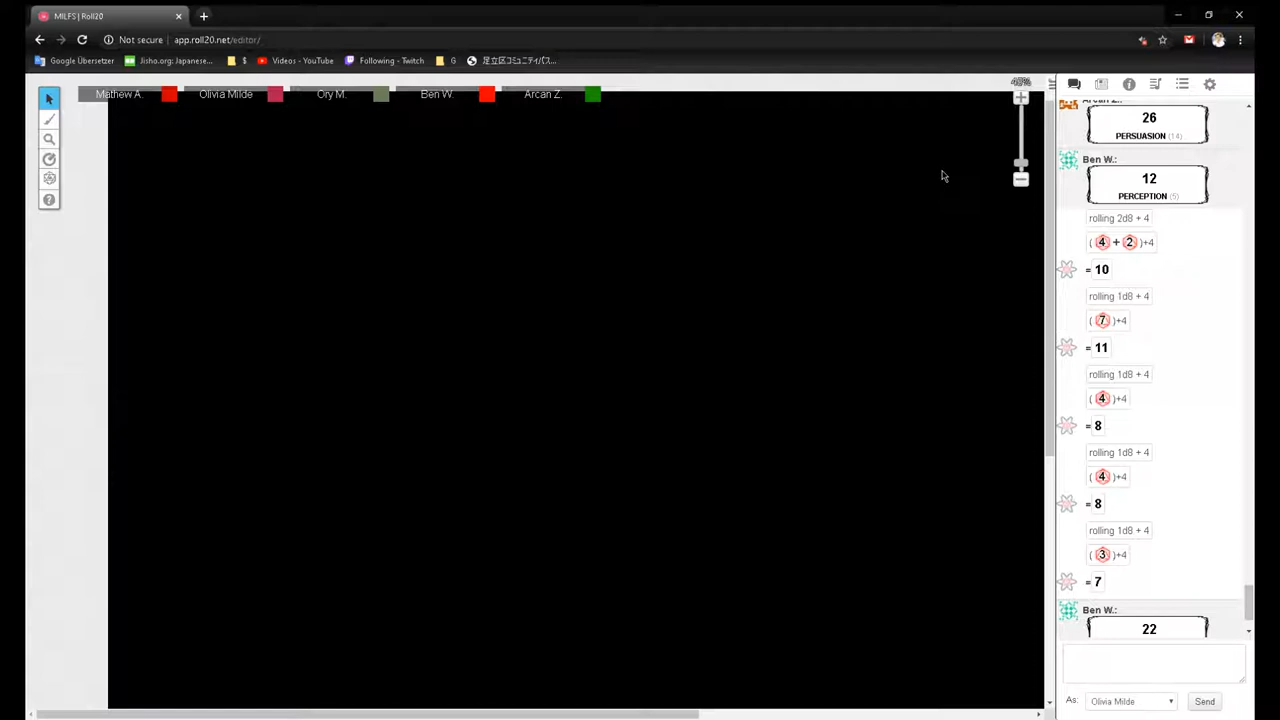 MILFS | Roll20
Not secure | app.roll20.net/editor/
Google Übersetzer Jisho.org: Japanese... $ Videos - YouTube Following - Twitch G 足立区コミュニティバス...
Mathew A. Olivia Milde Ory M. Ben W. Arcan Z.
26
PERSUASION (14)
Ben W.:
12
PERCEPTION (5)
rolling 2d8 + 4
( 4 + 2 )+4
= 10
rolling 1d8 + 4
( 7 )+4
= 11
rolling 1d8 + 4
( 4 )+4
= 8
rolling 1d8 + 4
( 4 )+4
= 8
rolling 1d8 + 4
( 3 )+4
= 7
Ben W.:
22
As: Olivia Milde Send